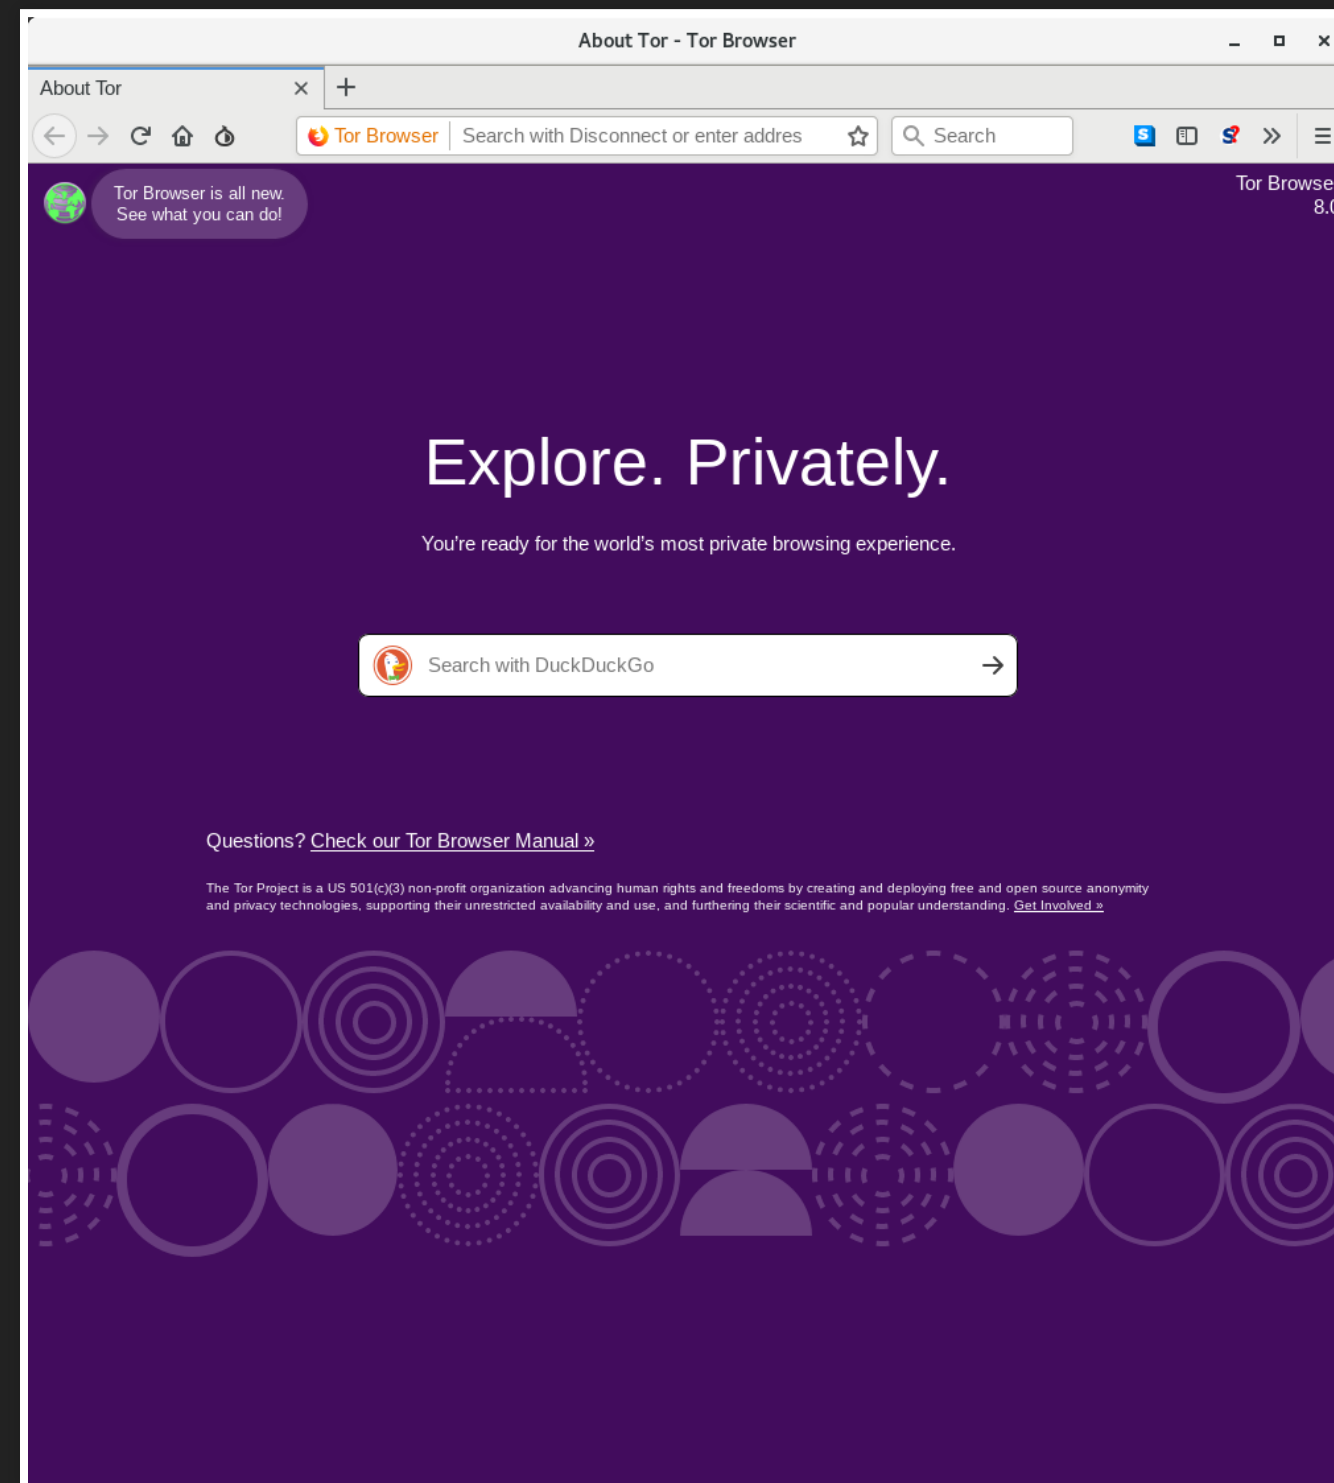 About Tor - Tor Browser
About Tor
Tor Browser
Search with Disconnect or enter addres
Search
Tor Browser is all new.
See what you can do!
Tor Browse
8.0
Explore. Privately.
You're ready for the world's most private browsing experience.
Search with DuckDuckGo
Questions? Check our Tor Browser Manual »
The Tor Project is a US 501(c)(3) non-profit organization advancing human rights and freedoms by creating and deploying free and open source anonymity
and privacy technologies, supporting their unrestricted availability and use, and furthering their scientific and popular understanding. Get Involved »